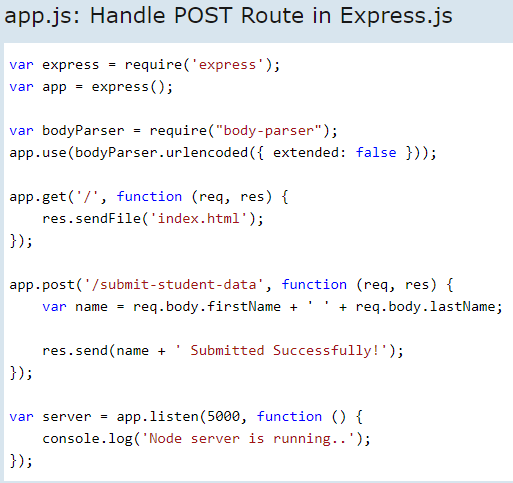 app.js: Handle POST Route in Express.js
var express = require('express');
var app = express();
var bodyParser = require("body-parser");
app.use(bodyParser.urlencoded({ extended: false }));
app.get('/', function (req, res) {
    res.sendFile('index.html');
});
app.post('/submit-student-data', function (req, res) {
    var name = req.body.firstName + ' ' + req.body.lastName;
    res.send(name + ' Submitted Successfully!');
});
var server = app.listen(5000, function () {
    console.log('Node server is running..');
});